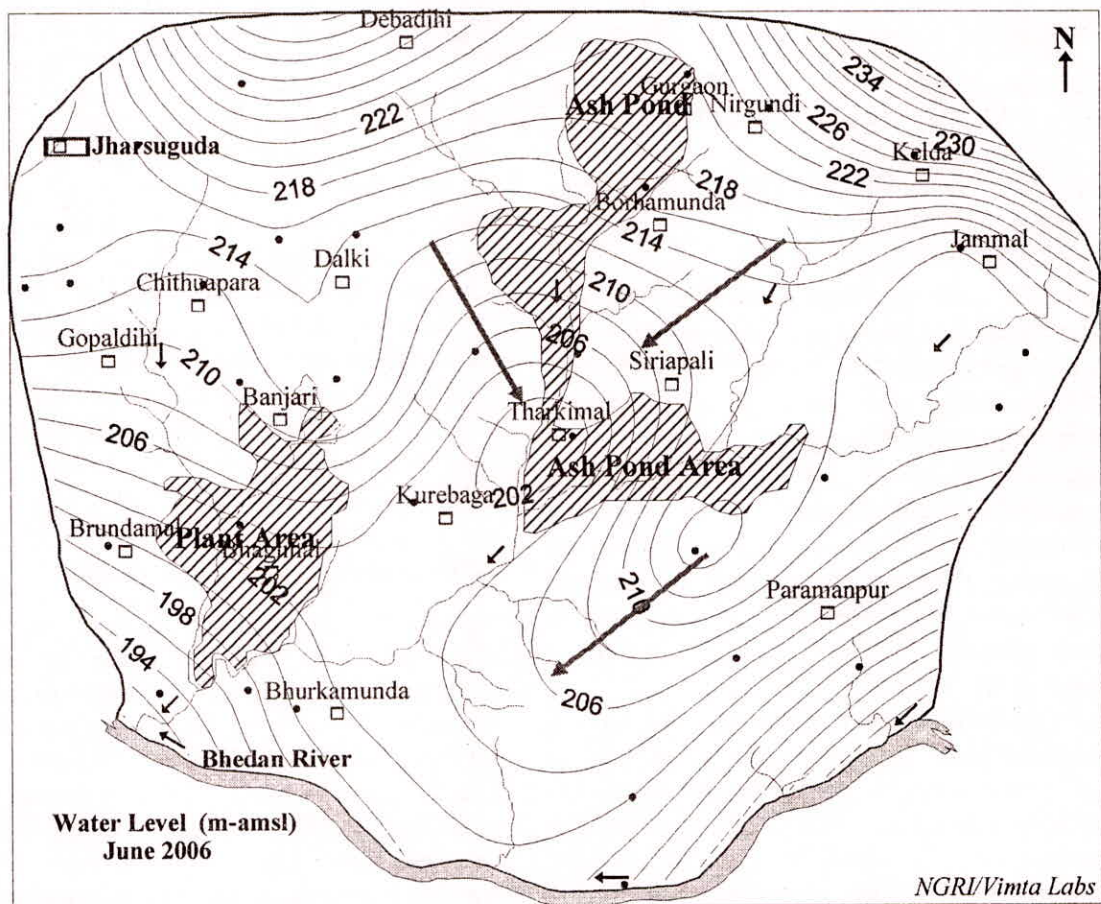 Debadihi
N
Gurgaon
Ash Pond
Nirgundi
234
226
230
222
Kelda
222
Jharsuguda
218
218
Borhamunda
214
214
Jammal
Dalki
210
Chithuapara
206
Gopaldihi
Siriapali
210
Banjari
Tharkimal
206
Ash Pond Area
202
Kurebaga
Brundamal
Plant Area
202
210
Paramanpur
198
194
206
Bhurkamunda
Bhedan River
Water Level (m-amsl)
June 2006
NGRI/Vimta Labs